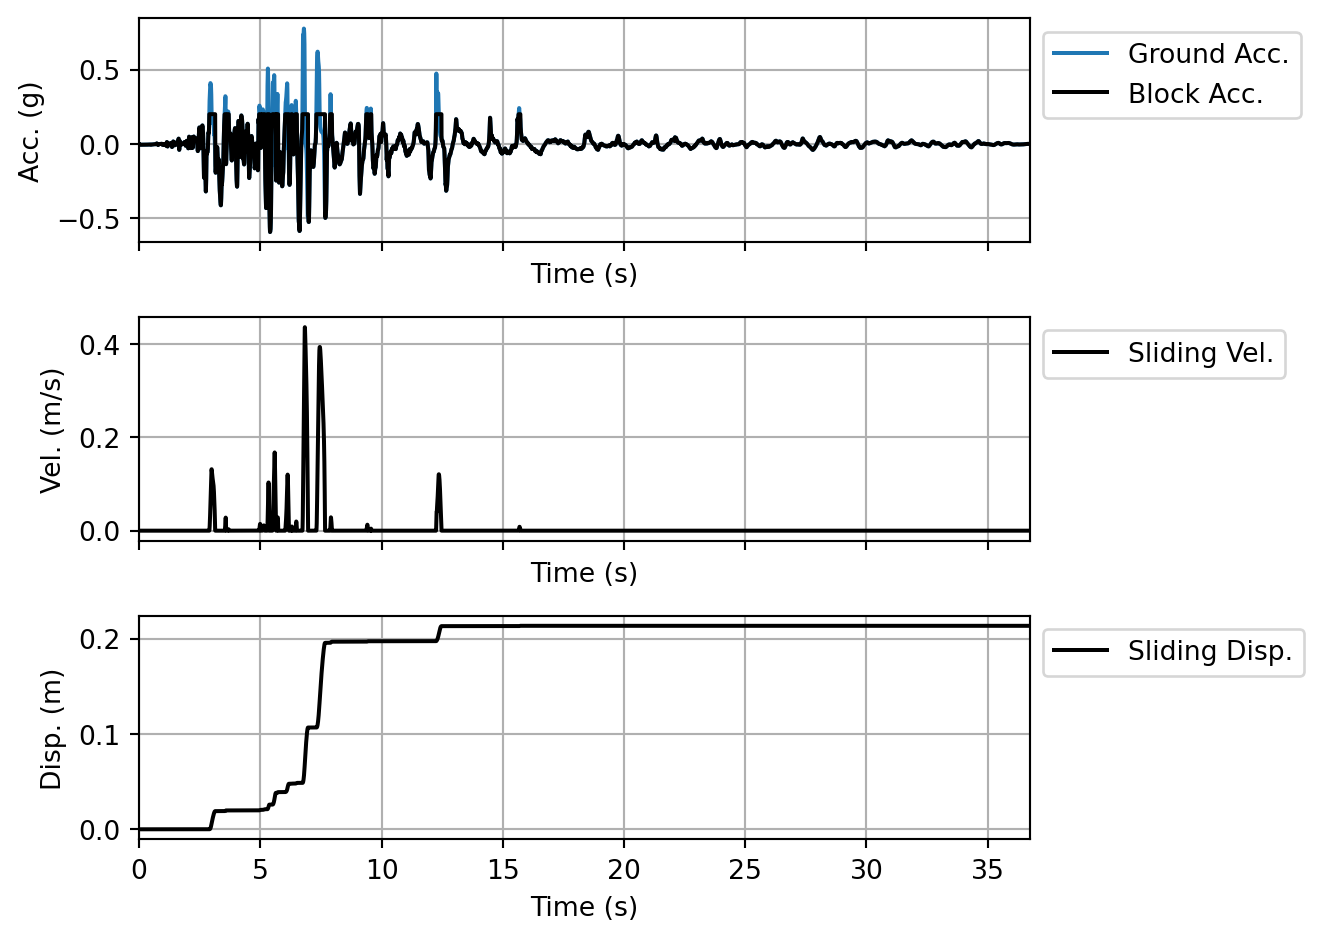 Acc. (g)
0.5
0.0
−0.5
Time (s)
Ground Acc.
Block Acc.
Vel. (m/s)
0.4
0.2
0.0
Time (s)
Sliding Vel.
Disp. (m)
0.2
0.1
0.0
0 5 10 15 20 25 30 35
Time (s)
Sliding Disp.